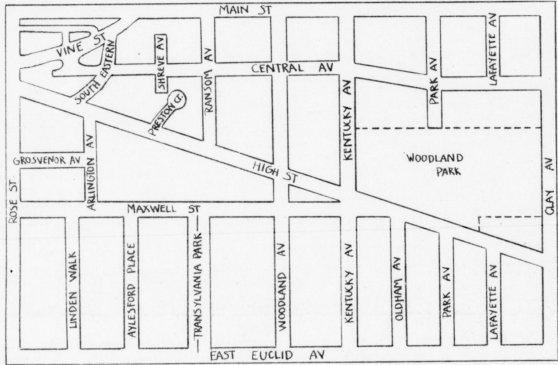 MAIN ST
VINE ST
SOUTH EASTERN
SHREVE AV
RANSOM AV
CENTRAL AV
PARK AV
LAFAYETTE AV
PRESTON CT
KENTUCKY AV
GROSVENOR AV
ARLINGTON AV
HIGH ST
WOODLAND
PARK
ROSE ST
CLAY AV
MAXWELL ST
LINDEN WALK
AYLESFORD PLACE
TRANSYLVANIA PARK
WOODLAND AV
KENTUCKY AV
OLDHAM AV
PARK AV
LAFAYETTE AV
EAST EUCLID AV